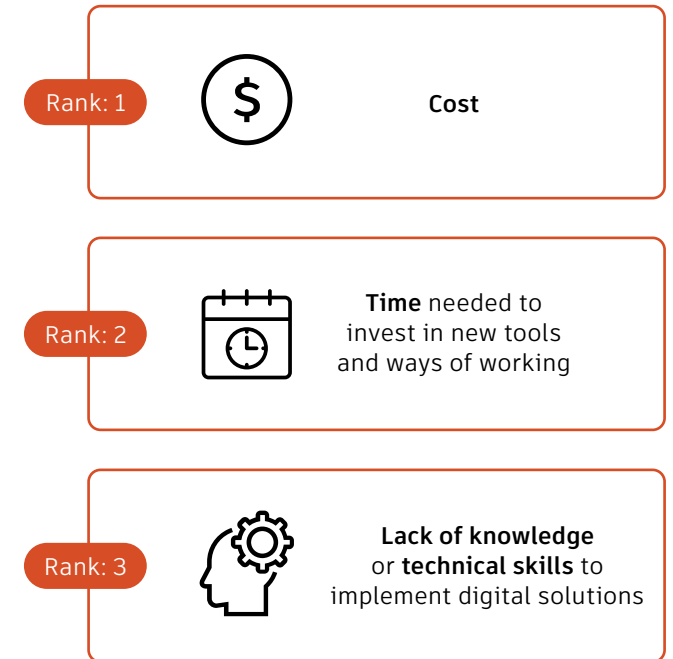 Rank: 1
$
Cost
Rank: 2
Time needed to
invest in new tools
and ways of working
Rank: 3
Lack of knowledge
or technical skills to
implement digital solutions